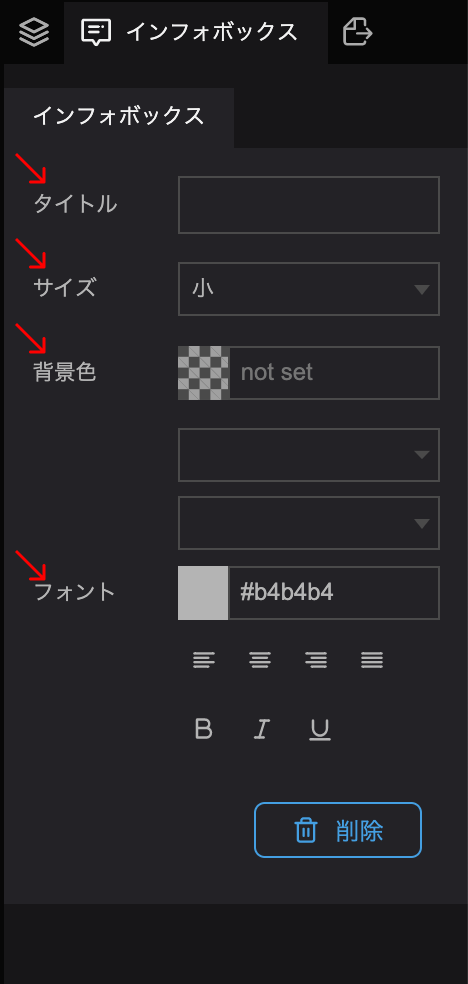 インフォボックス
インフォボックス
タイトル
サイズ
小
背景色
not set
フォント
#b4b4b4
B I U
削除